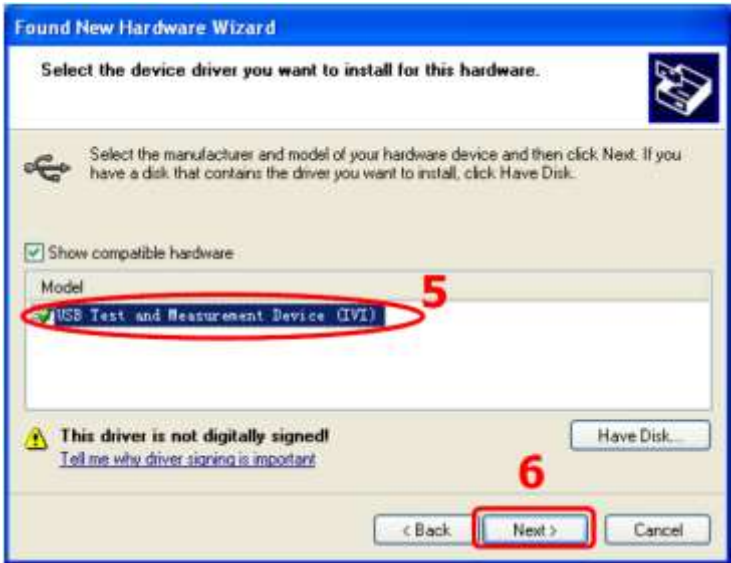 Found New Hardware Wizard
Select the device driver you want to install for this hardware.
Select the manufacturer and model of your hardware device and then click Next. If you
have a disk that contains the driver you want to install, click Have Disk.
Show compatible hardware
Model
5
USB Test and Measurement Device (IVI)
This driver is not digitally signed!
Have Disk...
Tell me why driver signing is important
6
< Back
Next >
Cancel